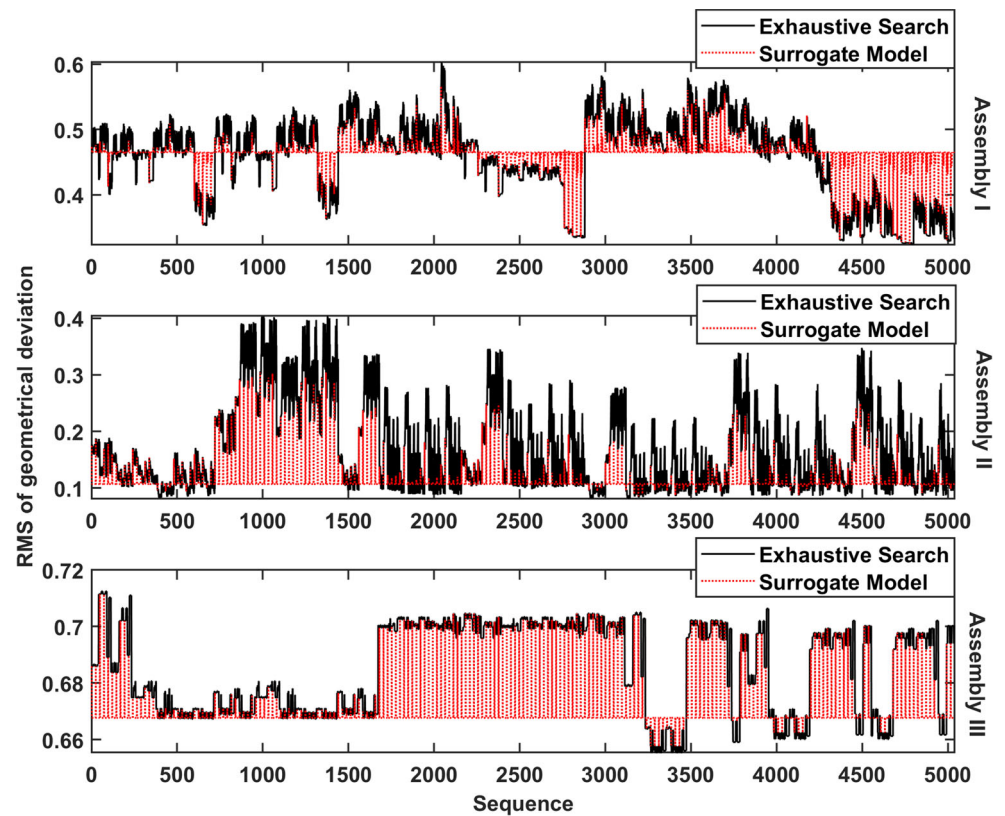 Exhaustive Search
Surrogate Model
0.6
0.5
0.4
0 500 1000 1500 2000 2500 3000 3500 4000 4500 5000
Assembly I
Exhaustive Search
Surrogate Model
0.4
0.3
0.2
0.1
0 500 1000 1500 2000 2500 3000 3500 4000 4500 5000
Assembly II
RMS of geometrical deviation
Exhaustive Search
Surrogate Model
0.72
0.7
0.68
0.66
0 500 1000 1500 2000 2500 3000 3500 4000 4500 5000
Assembly III
Sequence